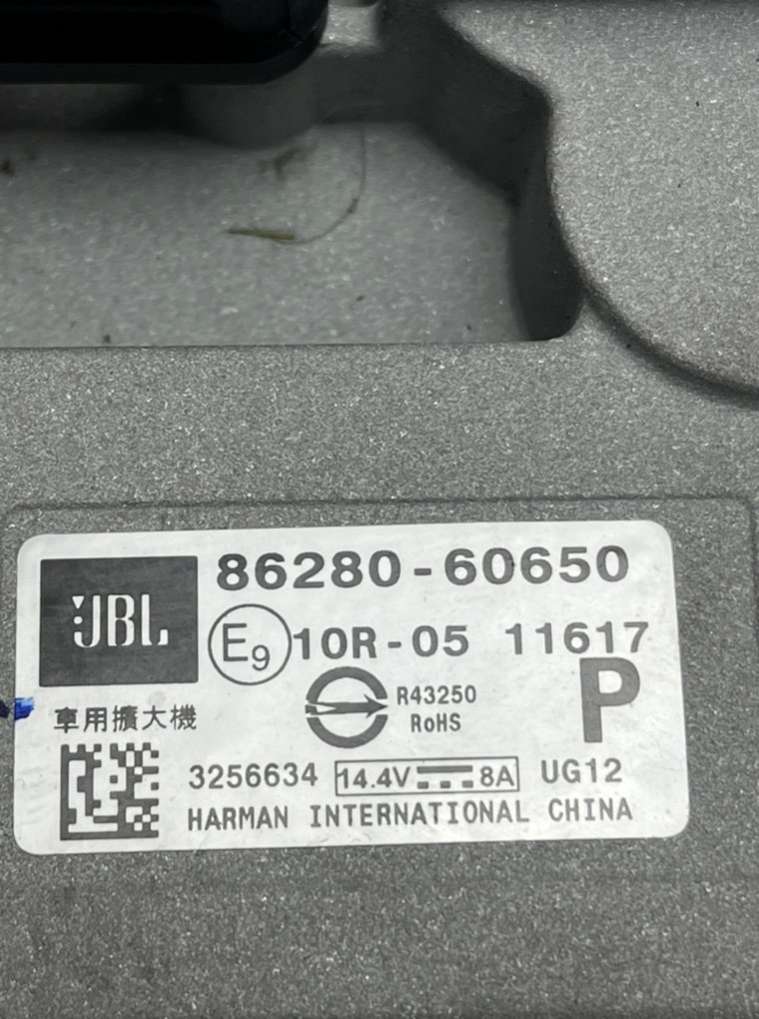 JBL
86280-60650
E9 10R-05 11617
R43250
RoHS
P
車用擴大機
3256634 14.4V 8A UG12
HARMAN INTERNATIONAL CHINA